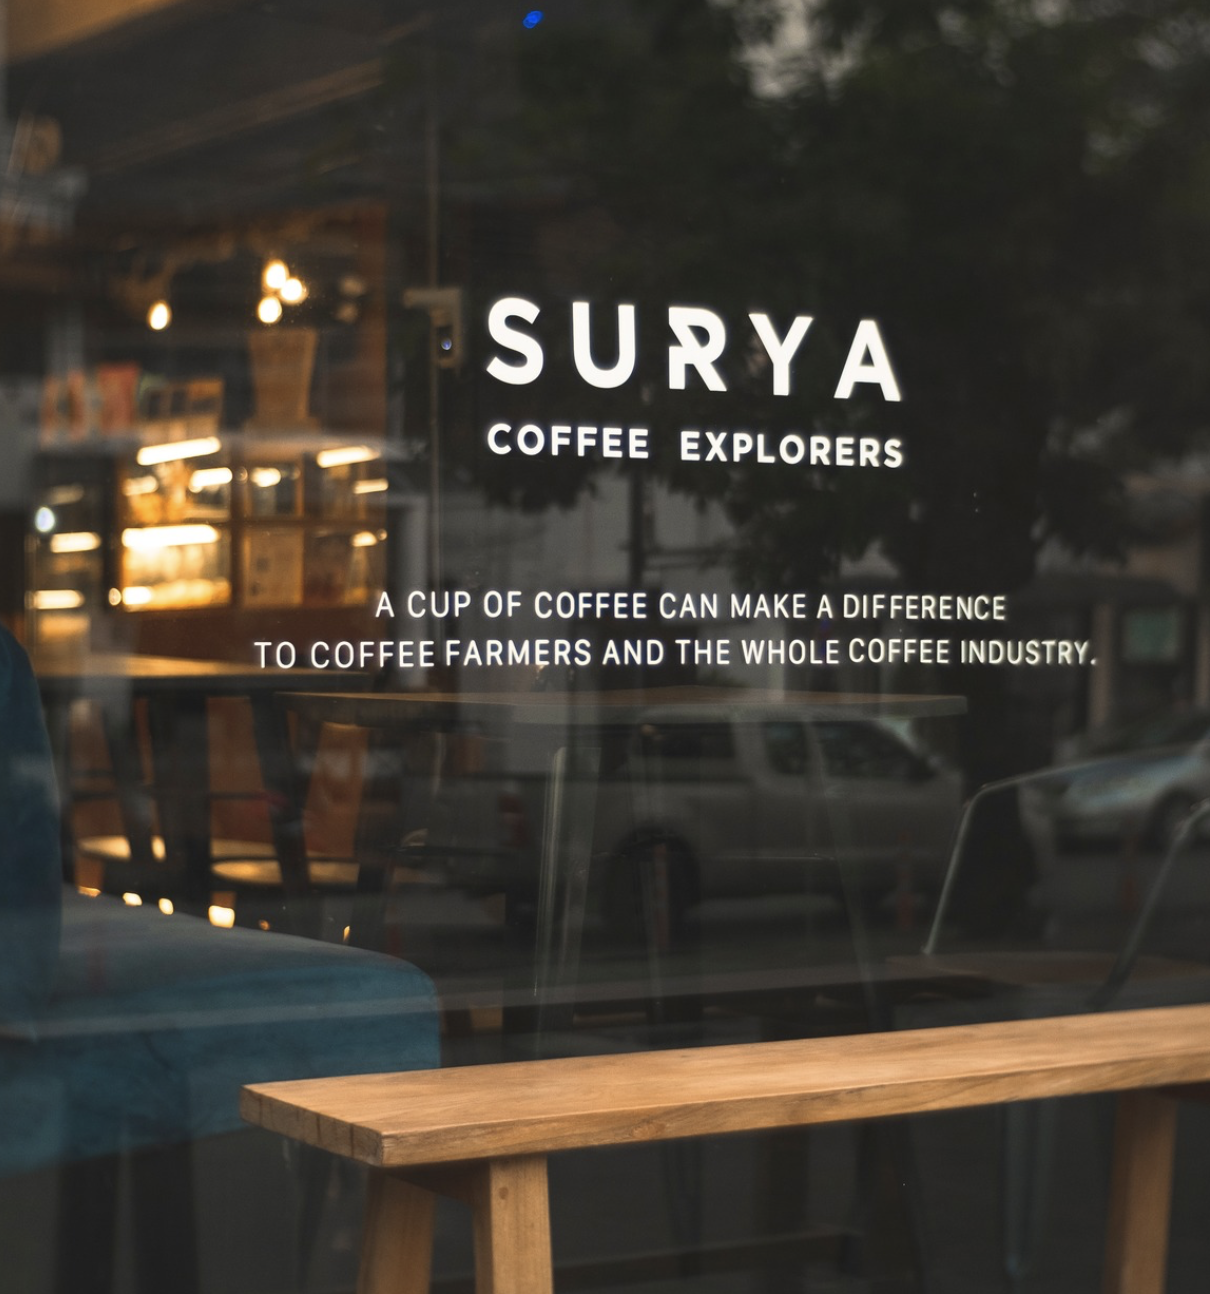 SURYA
COFFEE EXPLORERS
A CUP OF COFFEE CAN MAKE A DIFFERENCE
TO COFFEE FARMERS AND THE WHOLE COFFEE INDUSTRY.